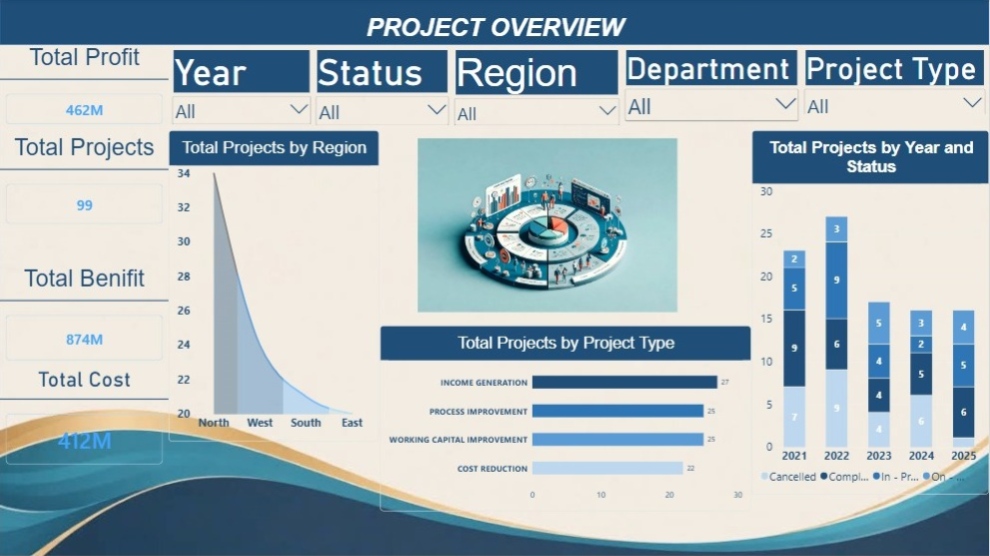 PROJECT OVERVIEW
Total Profit
462M
Total Projects
99
Total Benifit
874M
Total Cost
412M
Year
All
Status
All
Region
All
Department
All
Project Type
All
Total Projects by Region
34
32
30
28
26
24
22
20
North West South East
Total Projects by Project Type
INCOME GENERATION 27
PROCESS IMPROVEMENT 25
WORKING CAPITAL IMPROVEMENT 25
COST REDUCTION 22
0 10 20 30
Total Projects by Year and
Status
30
25
20
15
10
5
0
2
5
9
7
3
9
6
9
5
4
4
4
3
2
5
6
4
5
6
2021 2022 2023 2024 2025
Cancelled Compl... In - Pr... On - ...